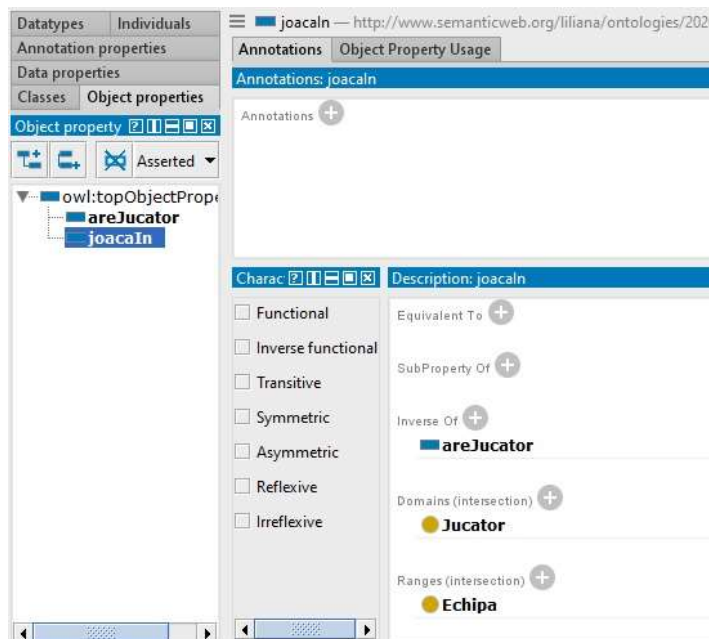 Datatypes Individuals
Annotation properties
Data properties
Classes Object properties
Object property
Asserted
owl:topObjectPrope
areJucator
joacaIn
joacaIn — http://www.semanticweb.org/liliana/ontologies/202
Annotations Object Property Usage
Annotations: joacaIn
Annotations
Charac
Functional
Inverse functional
Transitive
Symmetric
Asymmetric
Reflexive
Irreflexive
Description: joacaIn
Equivalent To
SubProperty Of
Inverse Of
areJucator
Domains (intersection)
Jucator
Ranges (intersection)
Echipa